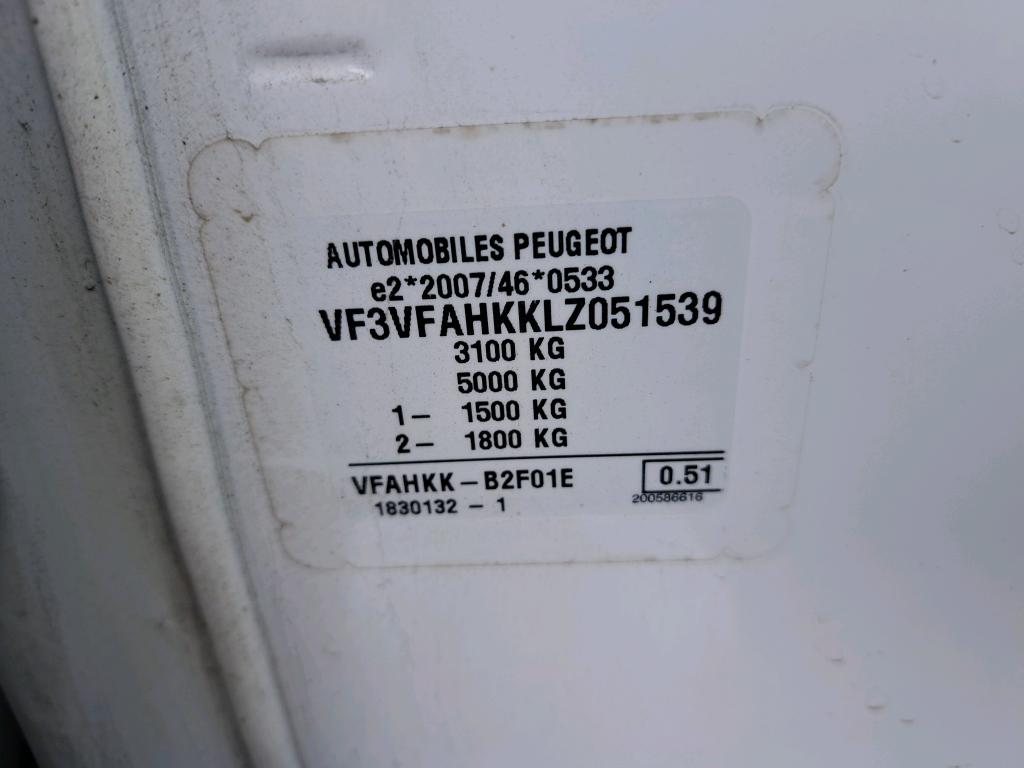 AUTOMOBILES PEUGEOT
e2*2007/46*0533
VF3VFAHKKLZ051539
3100 KG
5000 KG
1- 1500 KG
2- 1800 KG
VFAHKK - B2F01E 0.51
1830132 - 1 200586616